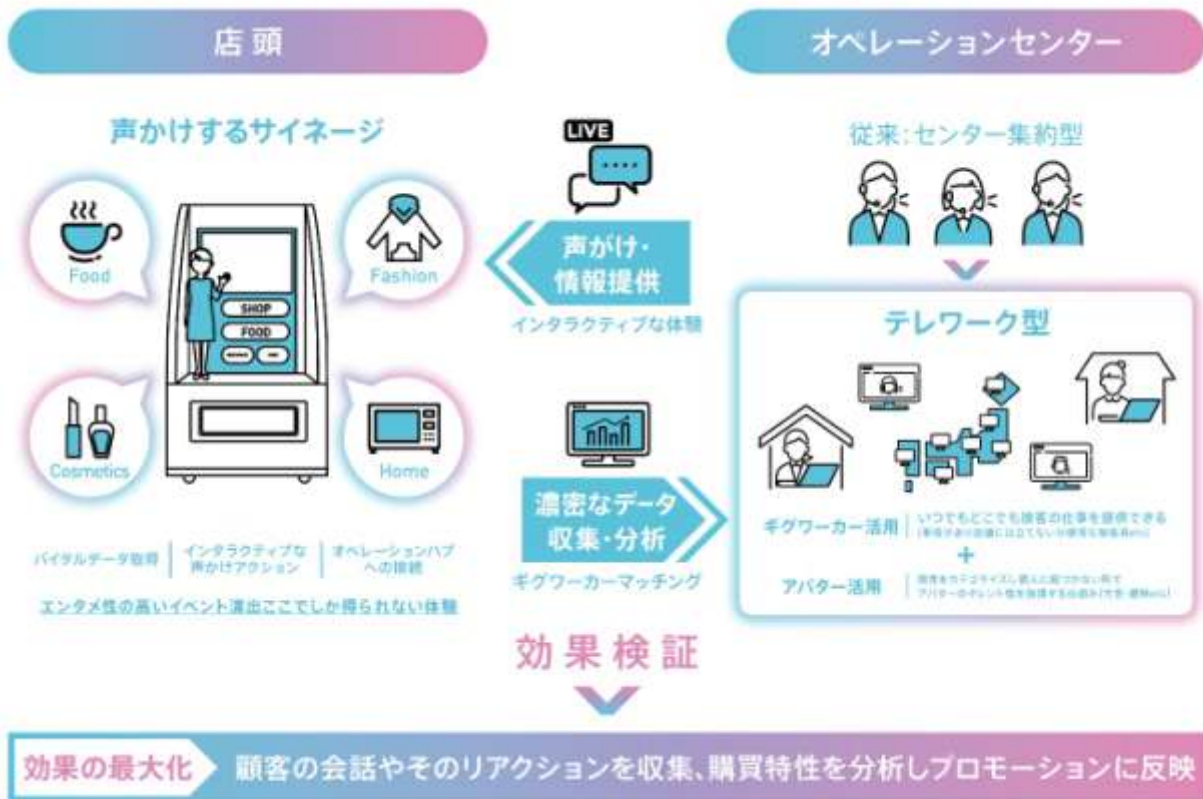 店頭
オペレーションセンター
声かけするサイネージ
Food
Fashion
SHOP
FOOD
Cosmetics
Home
バイタルデータ取得
インタラクティブな
声かけアクション
オペレーションハブ
への接続
エンタメ性の高いイベント演出ここでしか得られない体験
LIVE
声がけ・
情報提供
インタラクティブな体験
濃密なデータ
収集・分析
ギグワーカーマッチング
従来:センター集約型
テレワーク型
ギグワーカー活用
いつでもどこでも接客の仕事を提供できる
+
アバター活用
効果検証
効果の最大化
顧客の会話やそのリアクションを収集、購買特性を分析しプロモーションに反映